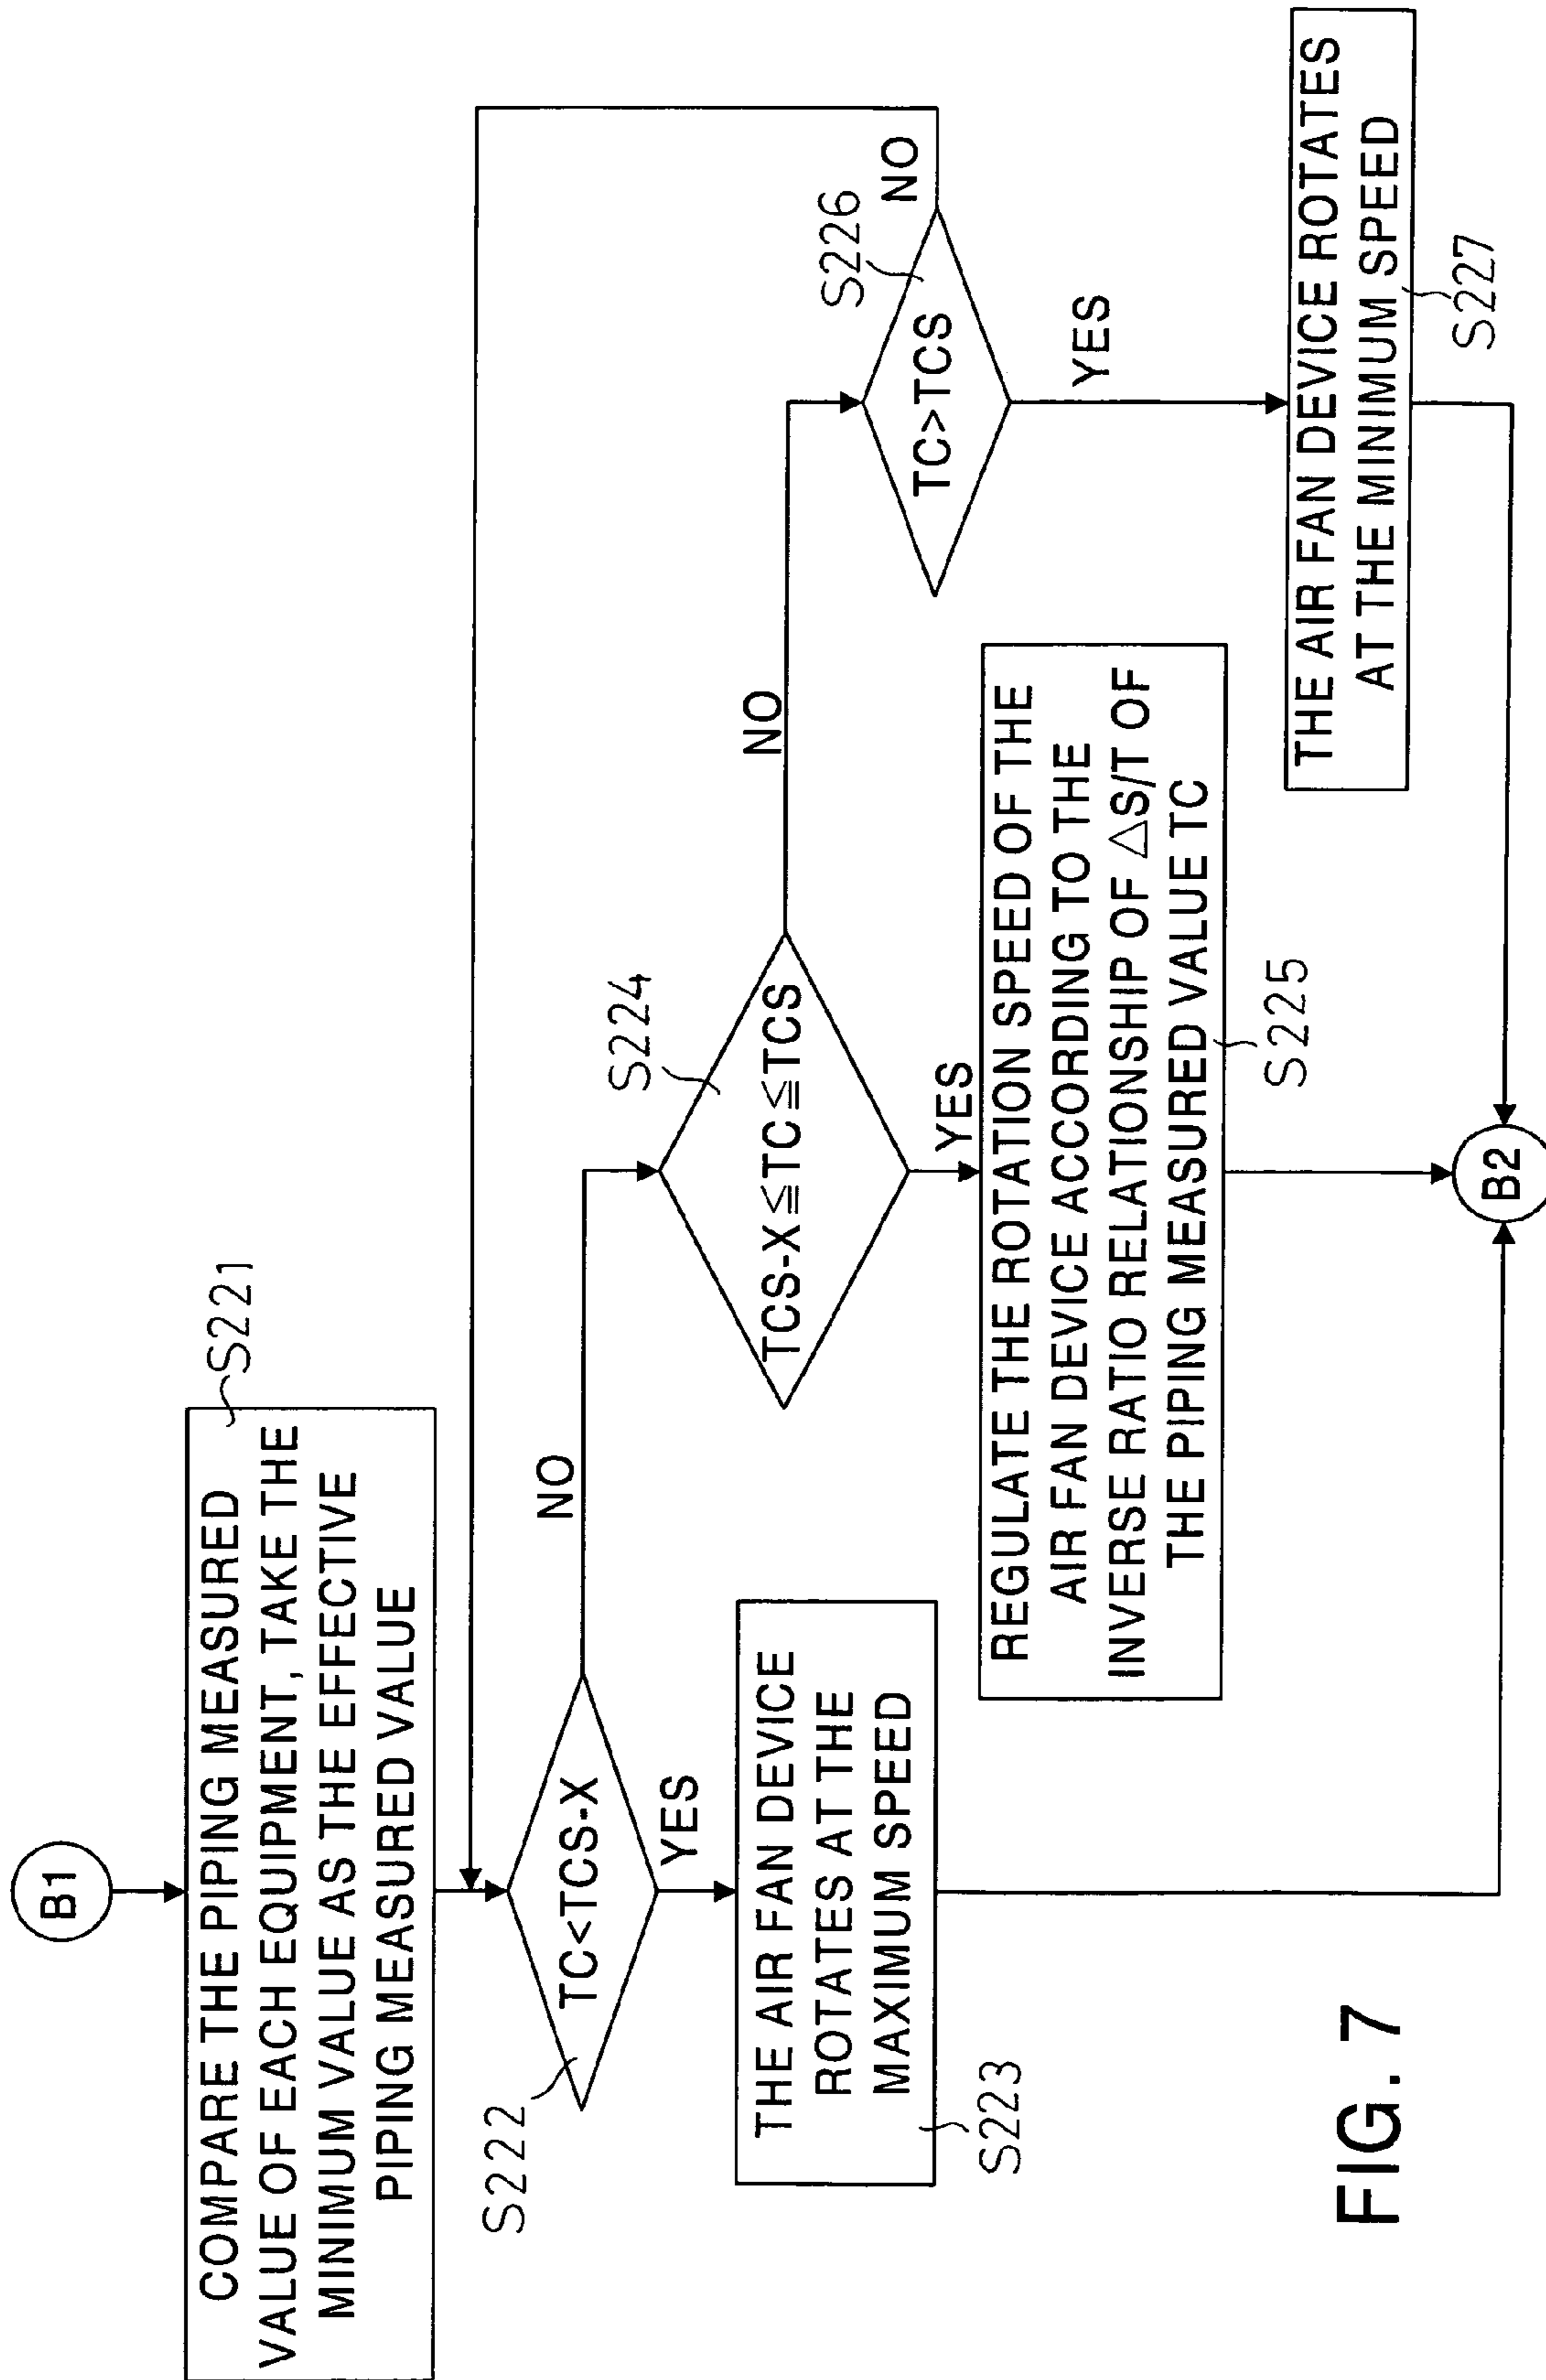 B1
COMPARE THE PIPING MEASURED
VALUE OF EACH EQUIPMENT, TAKE THE
MINIMUM VALUE AS THE EFFECTIVE
PIPING MEASURED VALUE
S221
S222
TC<TCS-X
NO
YES
THE AIR FAN DEVICE
ROTATES AT THE
MAXIMUM SPEED
S223
S224
TCS-X≦TC≦TCS
NO
YES
REGULATE THE ROTATION SPEED OF THE
AIR FAN DEVICE ACCORDING TO THE
INVERSE RATIO RELATIONSHIP OF △S/T OF
THE PIPING MEASURED VALUE TC
S225
S226
TC>TCS
NO
YES
THE AIR FAN DEVICE ROTATES
AT THE MINIMUM SPEED
S227
B2
FIG. 7